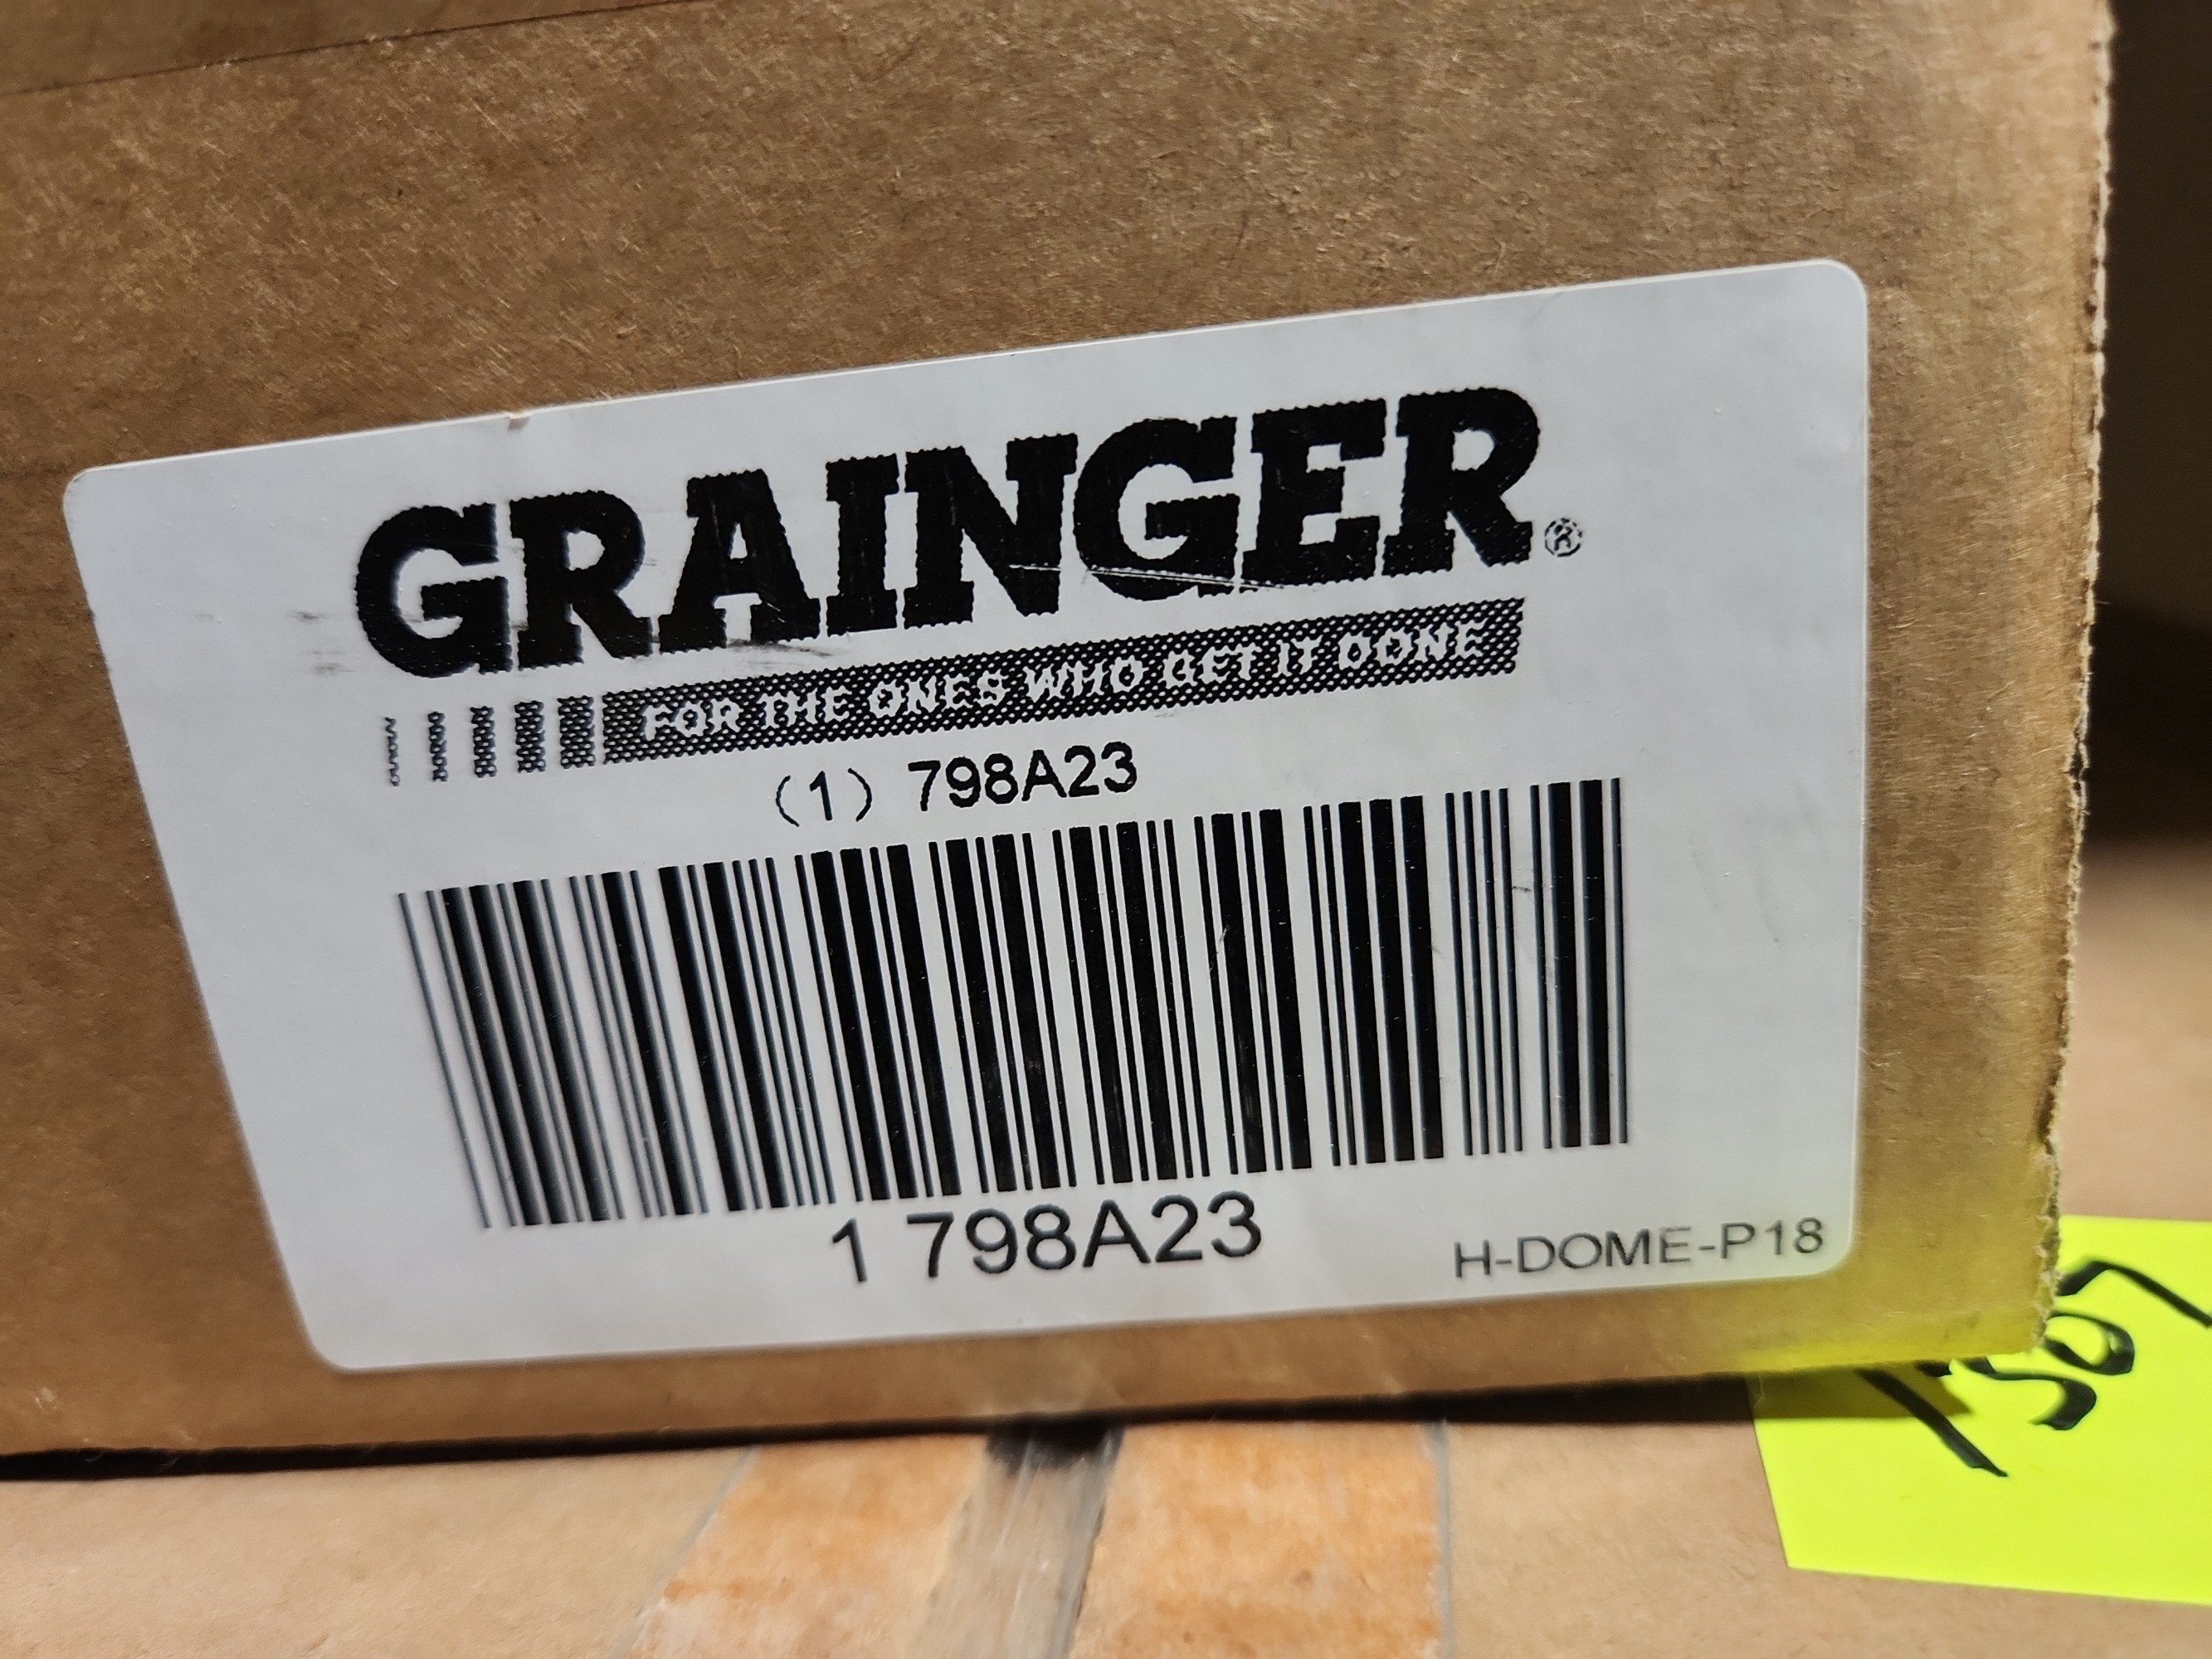 GRAINGER®
FOR THE ONES WHO GET IT DONE
(1) 798A23
1 798A23
H-DOME-P18